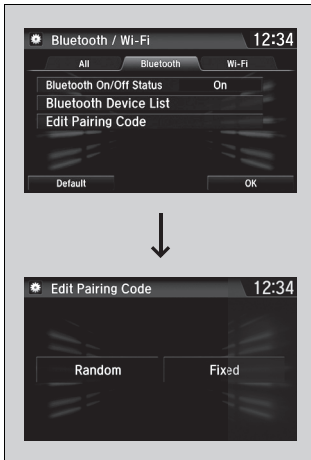 Bluetooth / Wi-Fi 12:34
All Bluetooth Wi-Fi
Bluetooth On/Off Status On
Bluetooth Device List
Edit Pairing Code
Default OK
Edit Pairing Code 12:34
Random Fixed